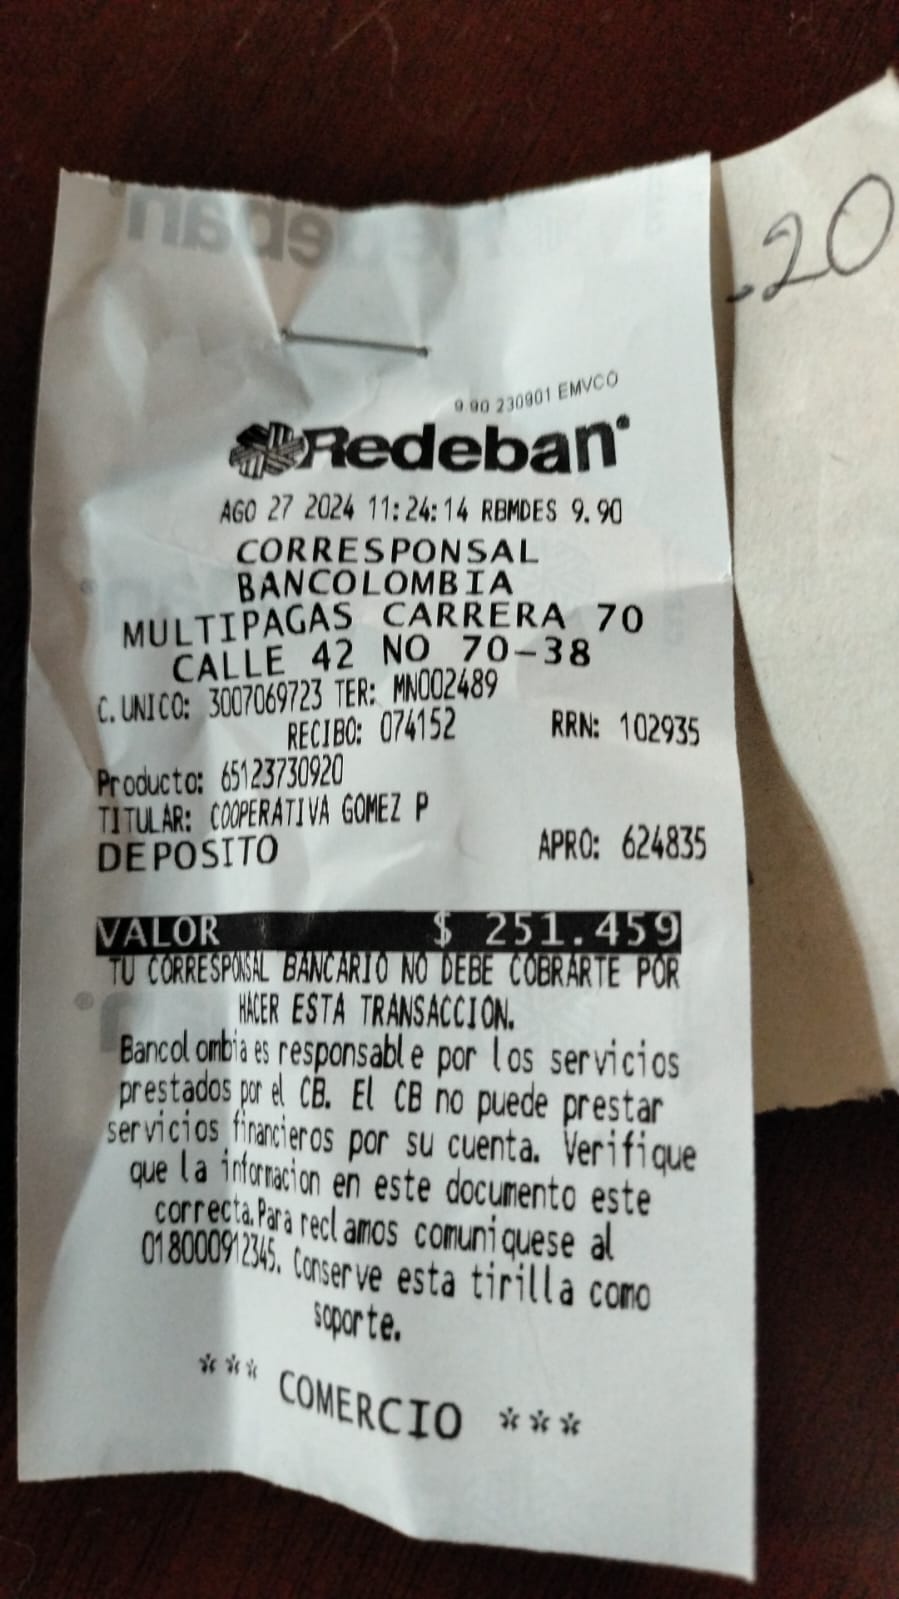 .20
9.90 230901 EMVCO
Redeban®
AGO 27 2024 11:24:14 RBMDES 9.90
CORRESPONSAL
BANCOLOMBIA
MULTIPAGAS CARRERA 70
CALLE 42 NO 70-38
C. UNICO: 3007069723 TER: MN002489
RECIBO: 074152 RRN: 102935
Producto: 65123730920
TITULAR: COOPERATIVA GOMEZ P
DEPOSITO APRO: 624835
VALOR $ 251.459
TU CORRESPONSAL BANCARIO NO DEBE COBRARTE POR
HACER ESTA TRANSACCION.
Bancolombia es responsable por los servicios
prestados por el CB. El CB no puede prestar
servicios financieros por su cuenta. Verifique
que la informacion en este documento este
correcta.Para reclamos comuniquese al
018000912345. Conserve esta tirilla como
soporte.
*** COMERCIO ***